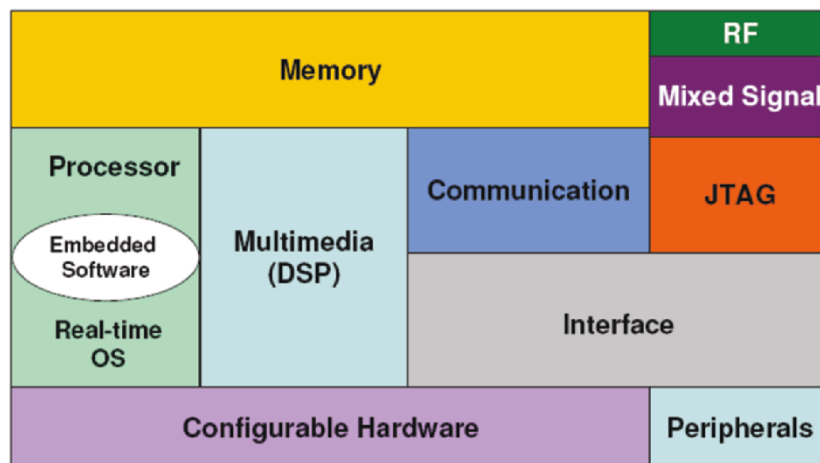 Memory
RF
Mixed Signal
Processor
Embedded
Software
Real-time
OS
Multimedia
(DSP)
Communication
JTAG
Interface
Configurable Hardware
Peripherals